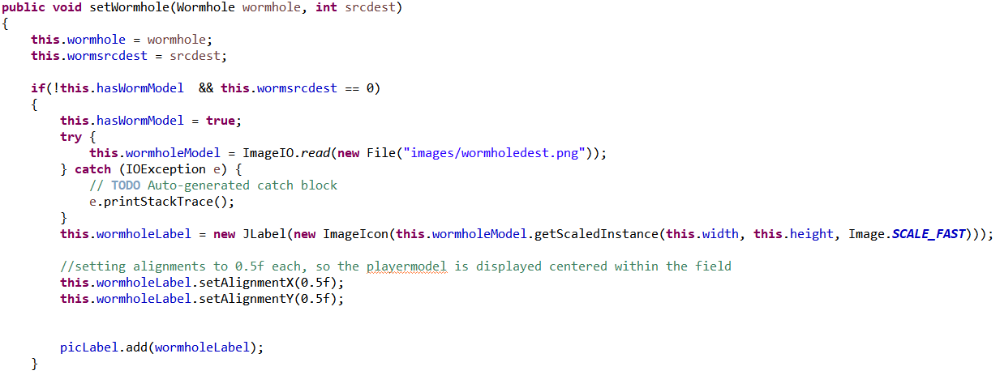 public void setWormhole(Wormhole wormhole, int srcdest)
{
    this.wormhole = wormhole;
    this.wormsrcdest = srcdest;

    if(!this.hasWormModel  && this.wormsrcdest == 0)
    {
        this.hasWormModel = true;
        try {
            this.wormholeModel = ImageIO.read(new File("images/wormholedest.png"));
        } catch (IOException e) {
            // TODO Auto-generated catch block
            e.printStackTrace();
        }
        this.wormholeLabel = new JLabel(new ImageIcon(this.wormholeModel.getScaledInstance(this.width, this.height, Image.SCALE_FAST)));

        //setting alignments to 0.5f each, so the playermodel is displayed centered within the field
        this.wormholeLabel.setAlignmentX(0.5f);
        this.wormholeLabel.setAlignmentY(0.5f);


        picLabel.add(wormholeLabel);
    }